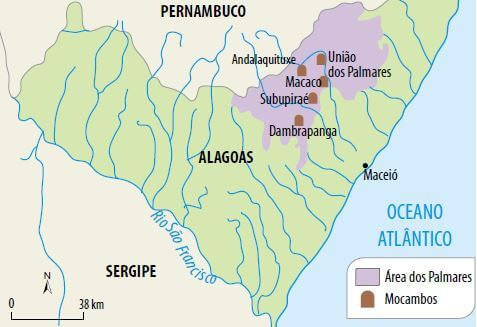 PERNAMBUCO
Andalaquituxe
União
dos Palmares
Macaco
Subupiraé
Dambrapanga
ALAGOAS
Maceió
Rio São Francisco
OCEANO
ATLÂNTICO
SERGIPE
N
0 38 km
Área dos Palmares
Mocambos